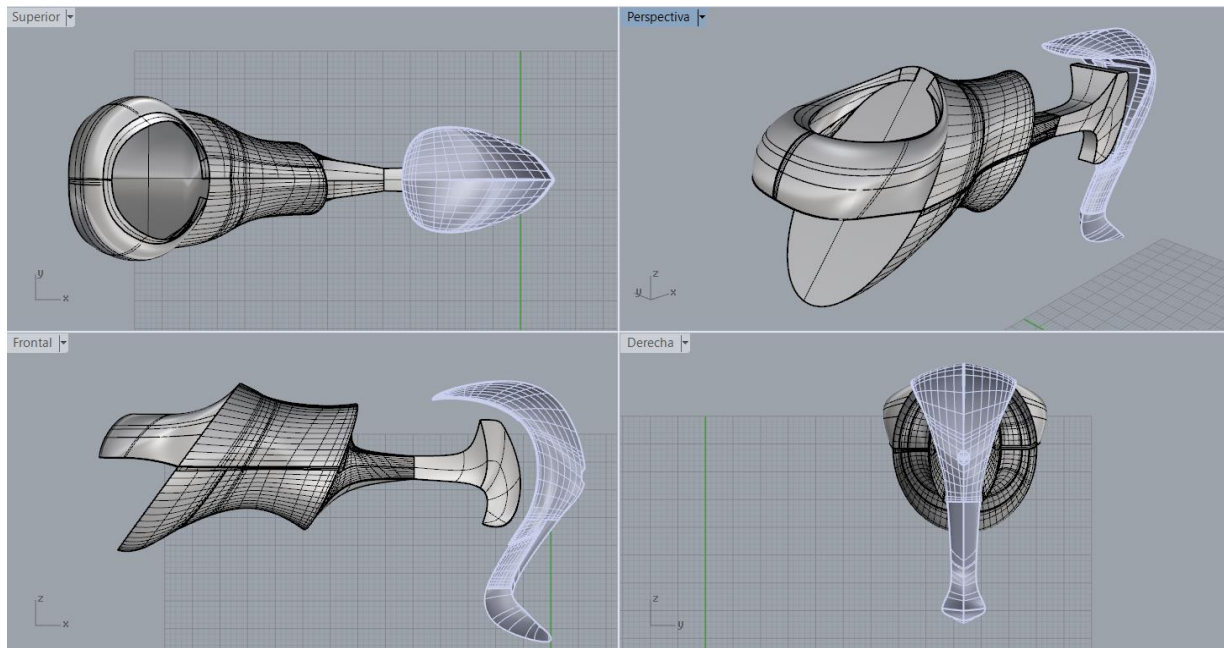 Superior
Perspectiva
y
x
z
y
x
Frontal
Derecha
z
x
z
y